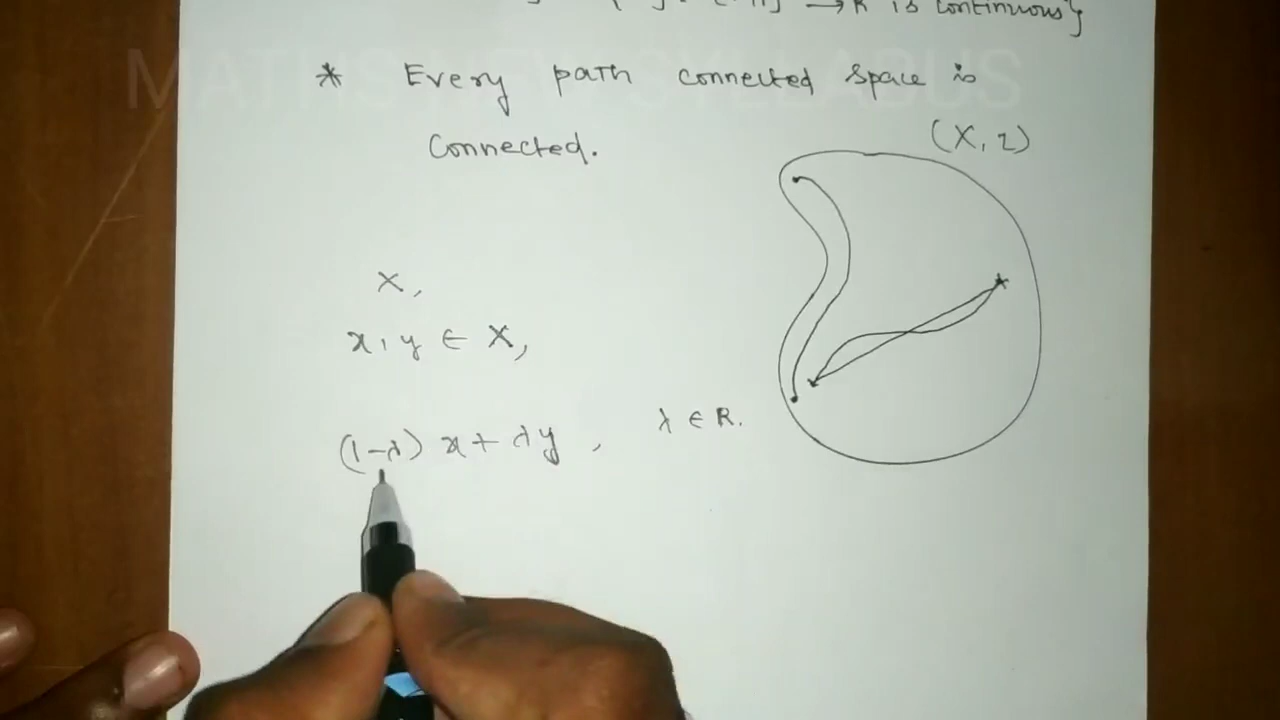 → R is continuous}
* Every path connected space is
connected.
(X, τ)
X,
x, y ∈ X,
(1-λ) x + λy , λ ∈ R.